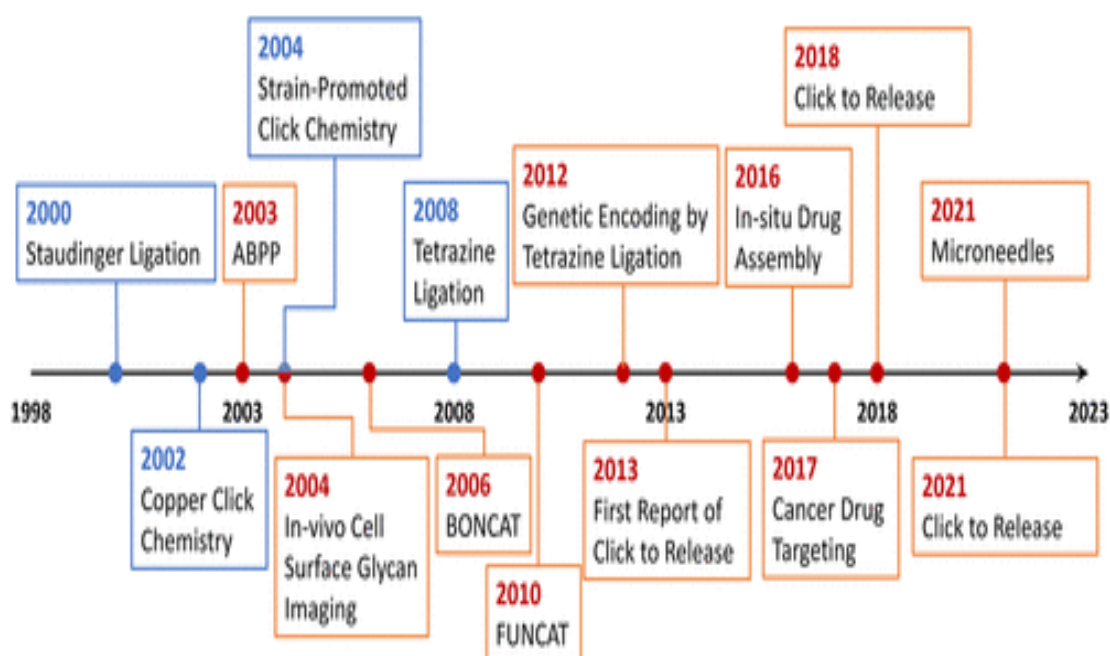 2004
Strain-Promoted
Click Chemistry
2018
Click to Release
2000
Staudinger Ligation
2003
ABPP
2008
Tetrazine
Ligation
2012
Genetic Encoding by
Tetrazine Ligation
2016
In-situ Drug
Assembly
2021
Microneedles
1998
2003
2008
2013
2018
2023
2002
Copper Click
Chemistry
2004
In-vivo Cell
Surface Glycan
Imaging
2006
BONCAT
2010
FUNCAT
2013
First Report of
Click to Release
2017
Cancer Drug
Targeting
2021
Click to Release